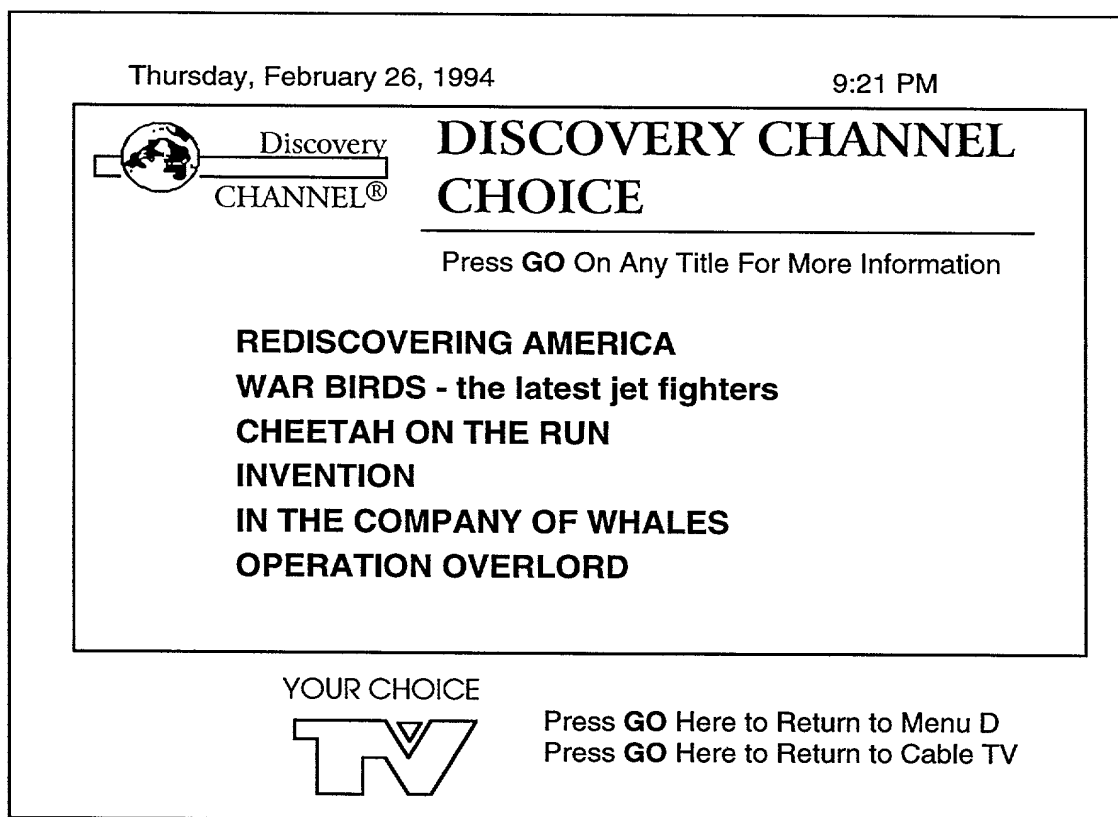 Thursday, February 26, 1994 9:21 PM
Discovery
CHANNEL®
DISCOVERY CHANNEL
CHOICE
Press GO On Any Title For More Information
REDISCOVERING AMERICA
WAR BIRDS - the latest jet fighters
CHEETAH ON THE RUN
INVENTION
IN THE COMPANY OF WHALES
OPERATION OVERLORD
YOUR CHOICE
TV
Press GO Here to Return to Menu D
Press GO Here to Return to Cable TV